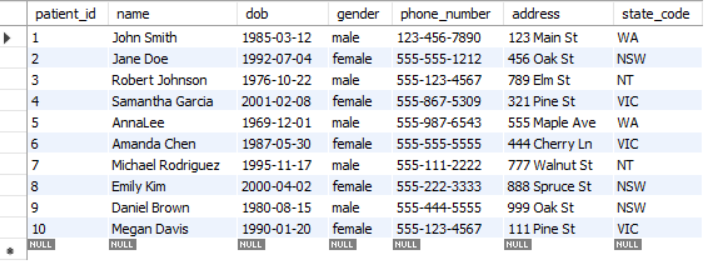 patient_id name dob gender phone_number address state_code
1 John Smith 1985-03-12 male 123-456-7890 123 Main St WA
2 Jane Doe 1992-07-04 female 555-555-1212 456 Oak St NSW
3 Robert Johnson 1976-10-22 male 555-123-4567 789 Elm St NT
4 Samantha Garcia 2001-02-08 female 555-867-5309 321 Pine St VIC
5 AnnaLee 1969-12-01 male 555-987-6543 555 Maple Ave WA
6 Amanda Chen 1987-05-30 female 555-555-5555 444 Cherry Ln VIC
7 Michael Rodriguez 1995-11-17 male 555-111-2222 777 Walnut St NT
8 Emily Kim 2000-04-02 female 555-222-3333 888 Spruce St NSW
9 Daniel Brown 1980-08-15 male 555-444-5555 999 Oak St NSW
10 Megan Davis 1990-01-20 female 555-123-4567 111 Pine St VIC
NULL NULL NULL NULL NULL NULL NULL